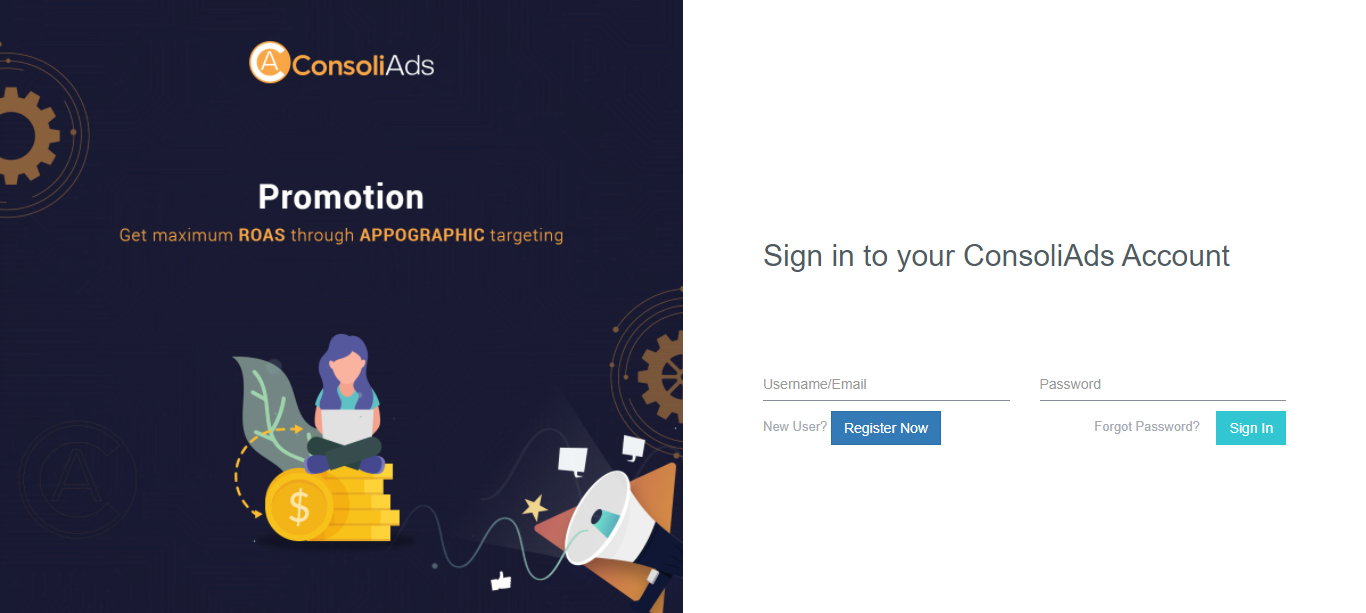 ConsoliAds
Promotion
Get maximum ROAS through APPOGRAPHIC targeting
$
Sign in to your ConsoliAds Account
Username/Email
Password
New User? Register Now
Forgot Password? Sign In